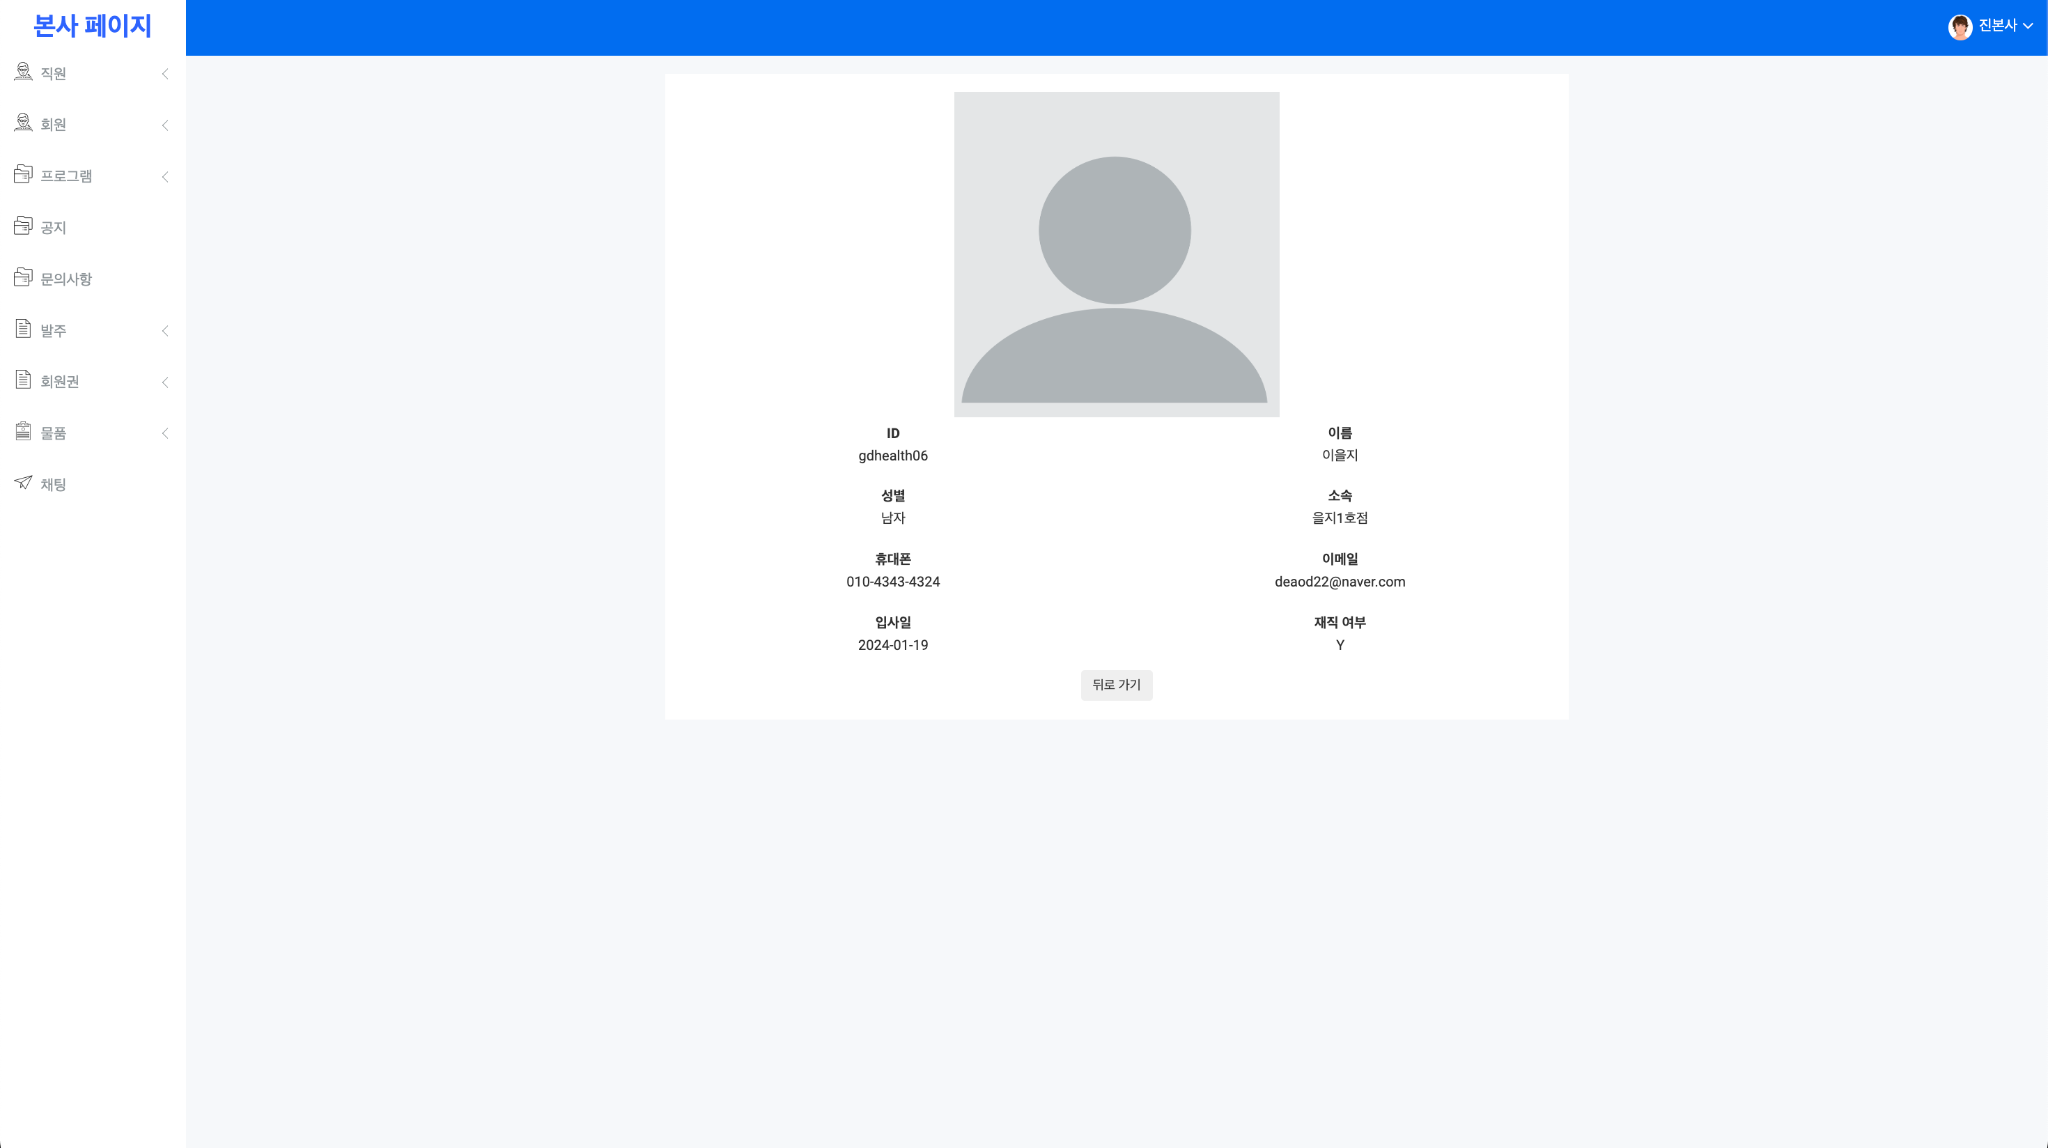 본사 페이지
진본사
직원
회원
프로그램
공지
문의사항
발주
회원권
물품
채팅
ID
gdhealth06
이름
이을지
성별
남자
소속
을지1호점
휴대폰
010-4343-4324
이메일
deaod22@naver.com
입사일
2024-01-19
재직 여부
Y
뒤로 가기